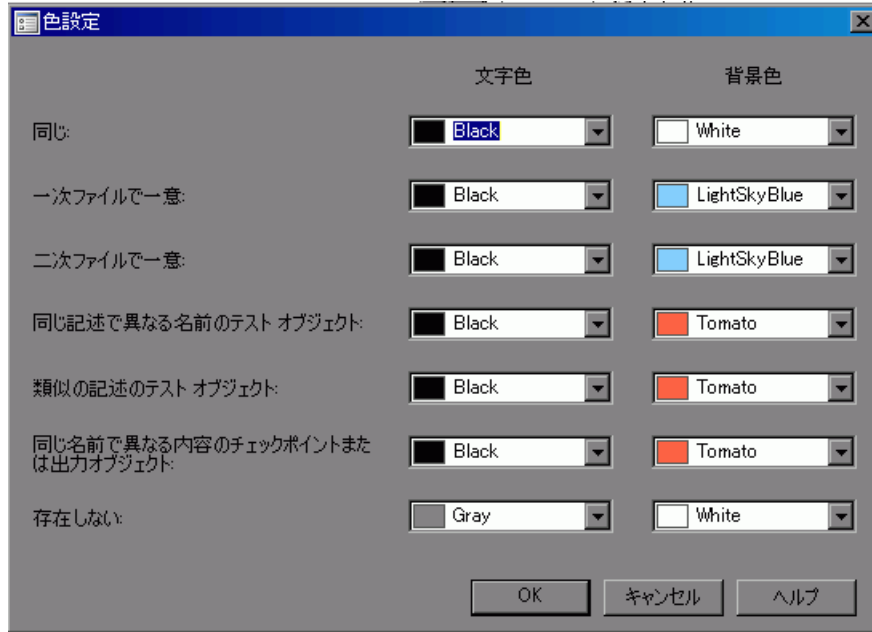 色設定
文字色 背景色
同じ: Black White
一次ファイルで一意: Black LightSkyBlue
二次ファイルで一意: Black LightSkyBlue
同じ記述で異なる名前のテスト オブジェクト: Black Tomato
類似の記述のテスト オブジェクト: Black Tomato
同じ名前で異なる内容のチェックポイントまた
は出力オブジェクト: Black Tomato
存在しない: Gray White
OK キャンセル ヘルプ